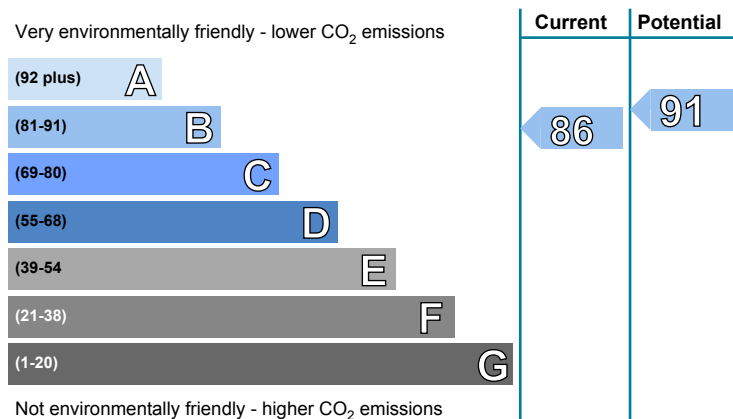 Very environmentally friendly - lower CO₂ emissions
Current
Potential
(92 plus) A
(81-91) B
(69-80) C
(55-68) D
(39-54 E
(21-38) F
(1-20) G
86
91
Not environmentally friendly - higher CO₂ emissions